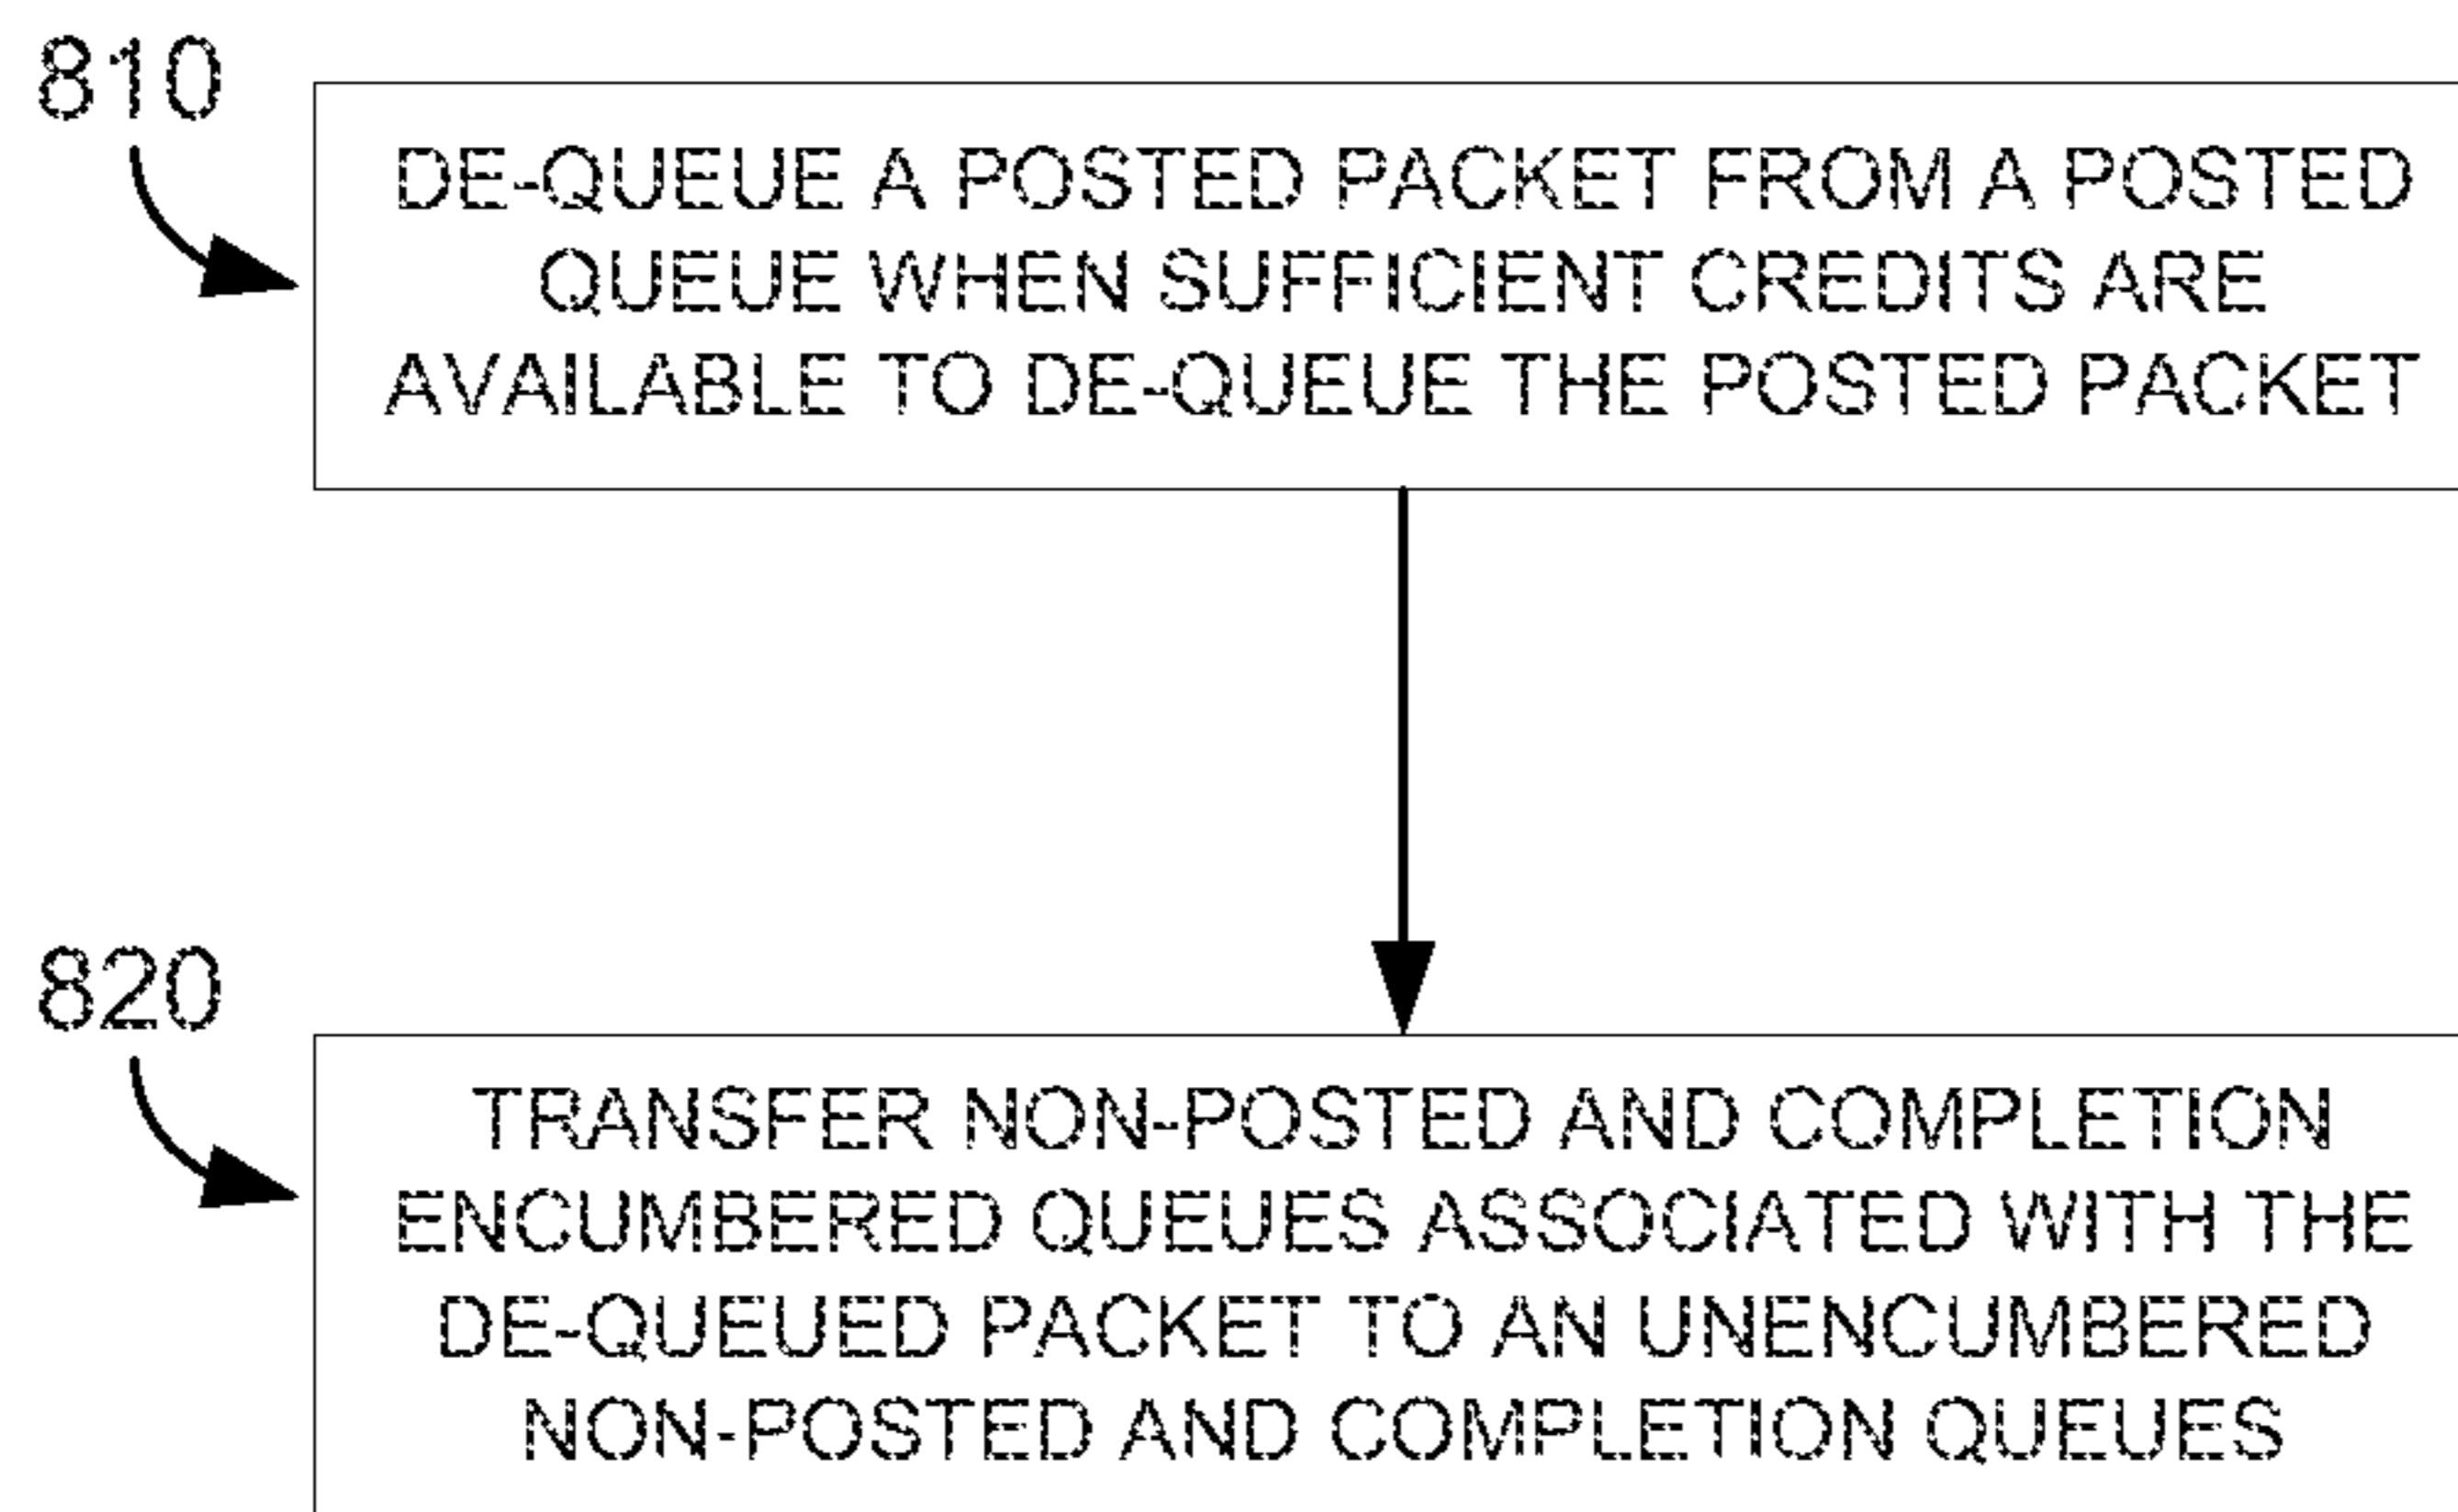 810
DE-QUEUE A POSTED PACKET FROM A POSTED
QUEUE WHEN SUFFICIENT CREDITS ARE
AVAILABLE TO DE-QUEUE THE POSTED PACKET
820
TRANSFER NON-POSTED AND COMPLETION
ENCUMBERED QUEUES ASSOCIATED WITH THE
DE-QUEUED PACKET TO AN UNENCUMBERED
NON-POSTED AND COMPLETION QUEUES